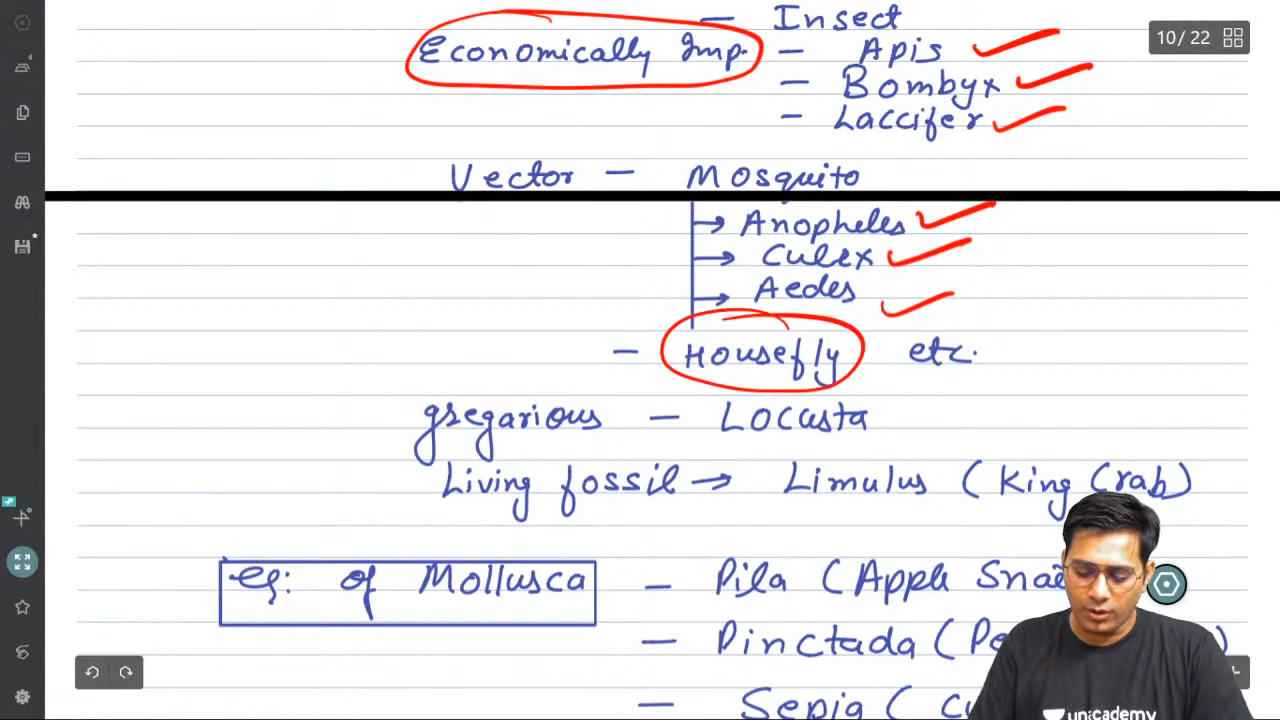 - Insect
Economically Imp. - Apis
- Bombyx
- Laccifer
10/22
Vector - Mosquito
→ Anopheles
→ Culex
→ Aedes
- Housefly etc.
gregarious - Locusta
Living fossil → Limulus (King Crab)
eg: of Mollusca - Pila (Apple
- Pinctada (
- Sepia (
unacademy